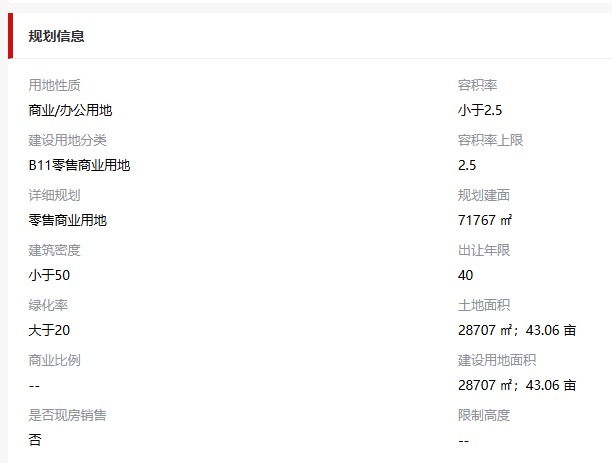 规划信息
用地性质
容积率
商业/办公用地
小于2.5
建设用地分类
容积率上限
B11零售商业用地
2.5
详细规划
规划建面
零售商业用地
71767 ㎡
建筑密度
出让年限
小于50
40
绿化率
土地面积
大于20
28707 ㎡；43.06 亩
商业比例
建设用地面积
--
28707 ㎡；43.06 亩
是否现房销售
限制高度
否
--